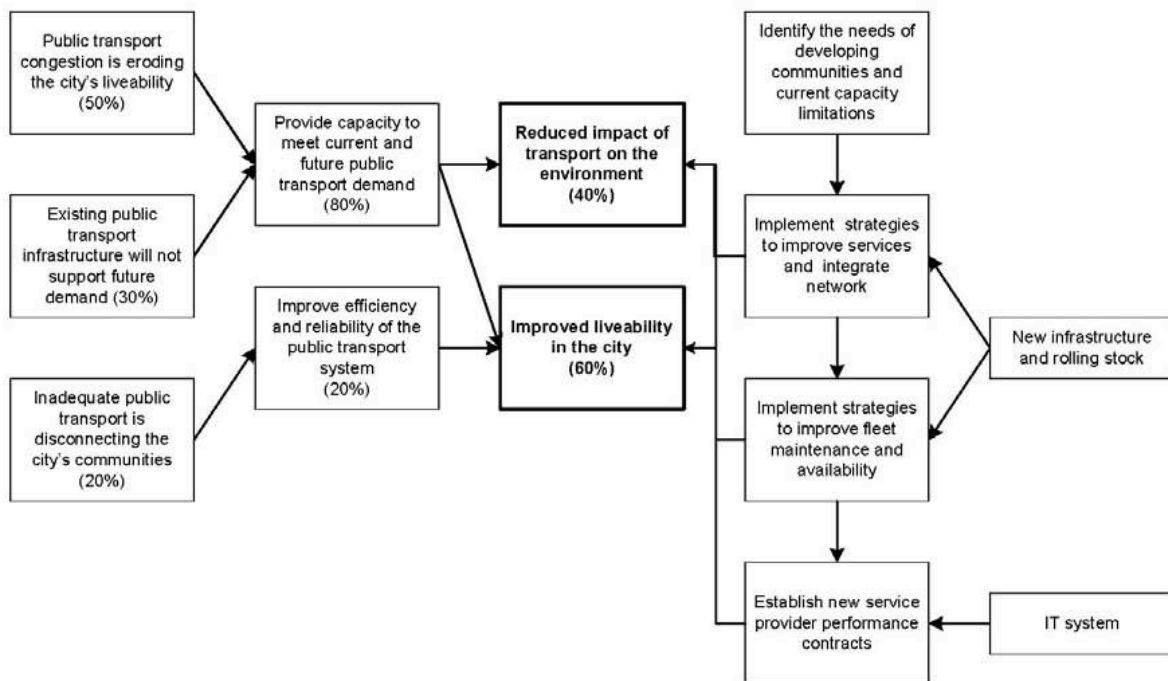 Public transport
congestion is eroding
the city's liveability
(50%)
Existing public
transport
infrastructure will not
support future
demand (30%)
Inadequate public
transport is
disconnecting the
city's communities
(20%)
Provide capacity to
meet current and
future public
transport demand
(80%)
Improve efficiency
and reliability of the
public transport
system
(20%)
Reduced impact of
transport on the
environment
(40%)
Improved liveability
in the city
(60%)
Identify the needs of
developing
communities and
current capacity
limitations
Implement strategies
to improve services
and integrate
network
Implement strategies
to improve fleet
maintenance and
availability
Establish new service
provider performance
contracts
New infrastructure
and rolling stock
IT system